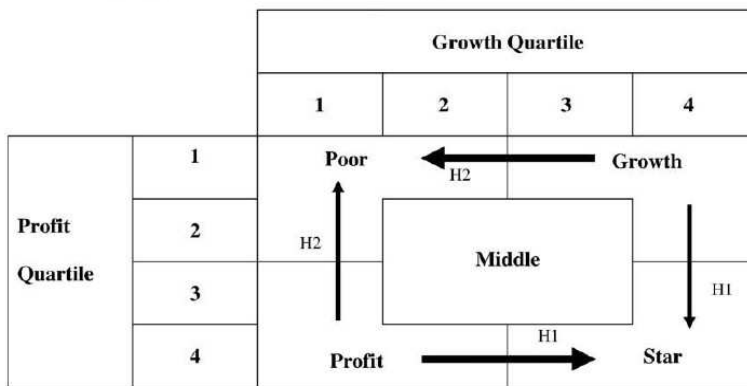 Growth Quartile
1 2 3 4
1 Poor Growth
H2
Profit
Quartile
2
H2
Middle
3
H1
H1
4 Profit Star